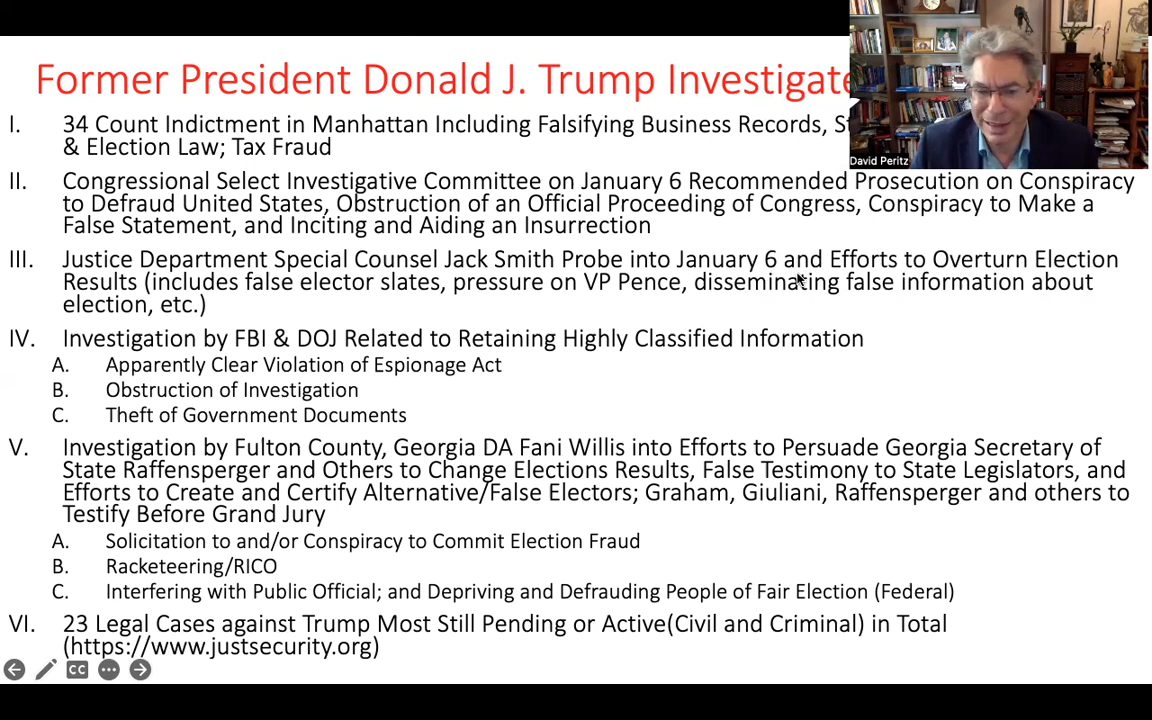 Former President Donald J. Trump Investigate
I. 34 Count Indictment in Manhattan Including Falsifying Business Records,
& Election Law; Tax Fraud
II. Congressional Select Investigative Committee on January 6 Recommended Prosecution on Conspiracy
to Defraud United States, Obstruction of an Official Proceeding of Congress, Conspiracy to Make a
False Statement, and Inciting and Aiding an Insurrection
III. Justice Department Special Counsel Jack Smith Probe into January 6 and Efforts to Overturn Election
Results (includes false elector slates, pressure on VP Pence, disseminating false information about
election, etc.)
IV. Investigation by FBI & DOJ Related to Retaining Highly Classified Information
A. Apparently Clear Violation of Espionage Act
B. Obstruction of Investigation
C. Theft of Government Documents
V. Investigation by Fulton County, Georgia DA Fani Willis into Efforts to Persuade Georgia Secretary of
State Raffensperger and Others to Change Elections Results, False Testimony to State Legislators, and
Efforts to Create and Certify Alternative/False Electors; Graham, Giuliani, Raffensperger and others to
Testify Before Grand Jury
A. Solicitation to and/or Conspiracy to Commit Election Fraud
B. Racketeering/RICO
C. Interfering with Public Official; and Depriving and Defrauding People of Fair Election (Federal)
VI. 23 Legal Cases against Trump Most Still Pending or Active(Civil and Criminal) in Total
(https://www.justsecurity.org)
David Peritz
CC